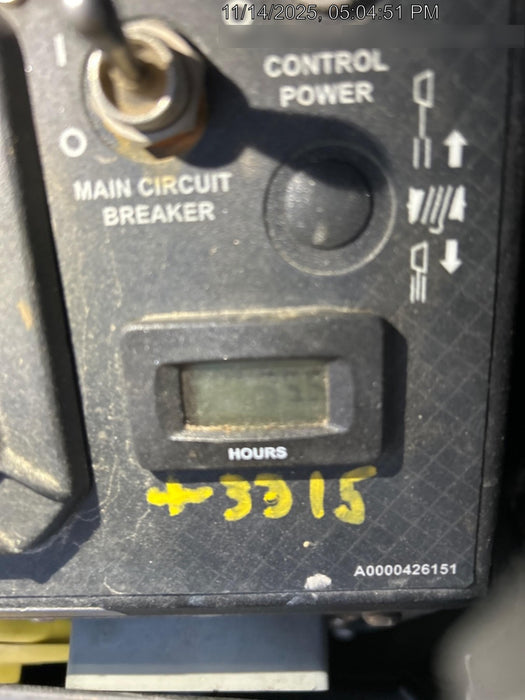 11/14/2025, 05:04:51 PM
I
CONTROL
POWER
O
MAIN CIRCUIT
BREAKER
HOURS
+3315
A0000426151